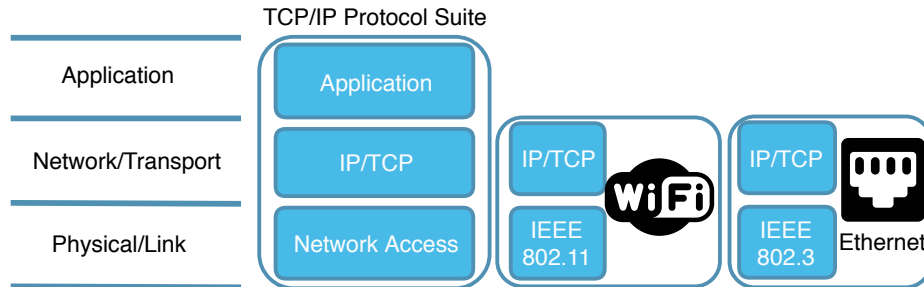 TCP/IP Protocol Suite
Application
Application
Network/Transport
IP/TCP
IP/TCP
WiFi
IP/TCP
Physical/Link
Network Access
IEEE
802.11
IEEE
802.3
Ethernet